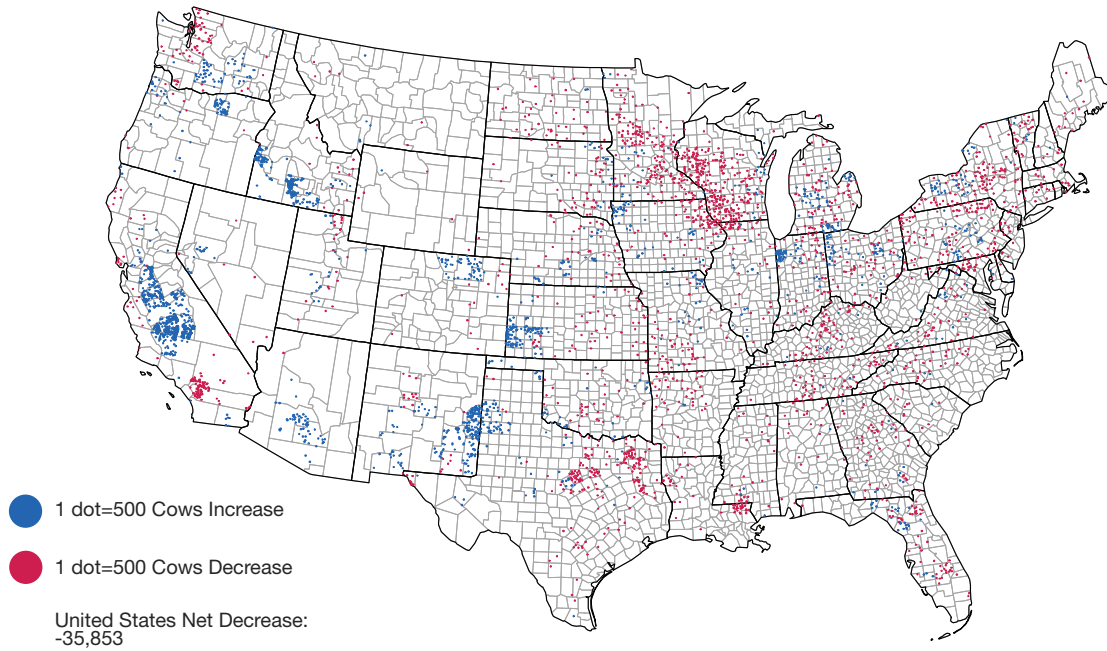 1 dot=500 Cows Increase
1 dot=500 Cows Decrease
United States Net Decrease:
-35,853